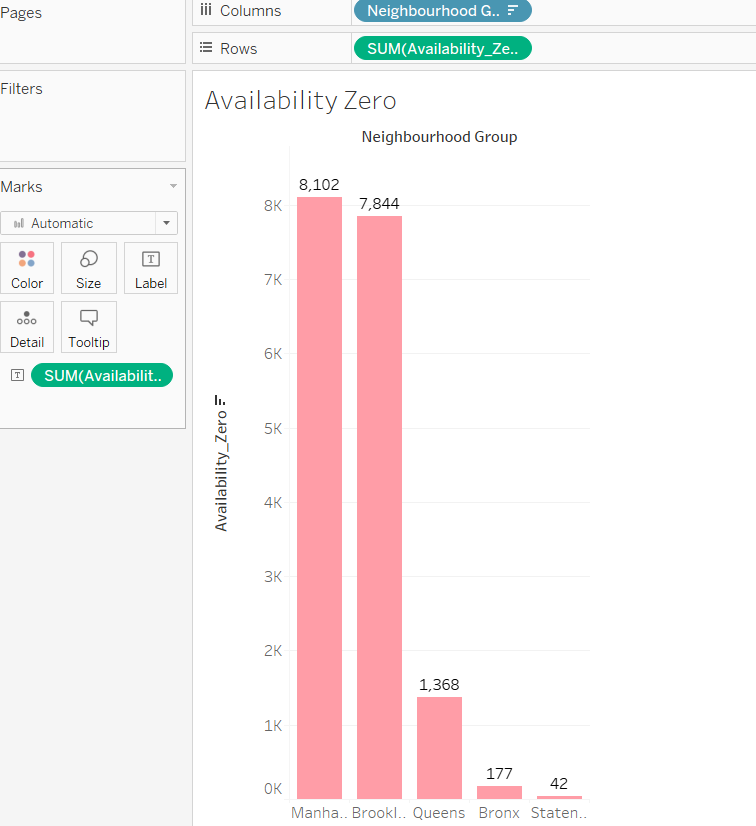 Pages
Columns
Neighbourhood G..
Rows
SUM(Availability_Ze..
Filters
Marks
Automatic
Color
Size
T
Label
Detail
Tooltip
T
SUM(Availabilit..
Availability Zero
Neighbourhood Group
Availability_Zero
8K
7K
6K
5K
4K
3K
2K
1K
0K
8,102
7,844
1,368
177
42
Manha.. Brookl.. Queens Bronx Staten..